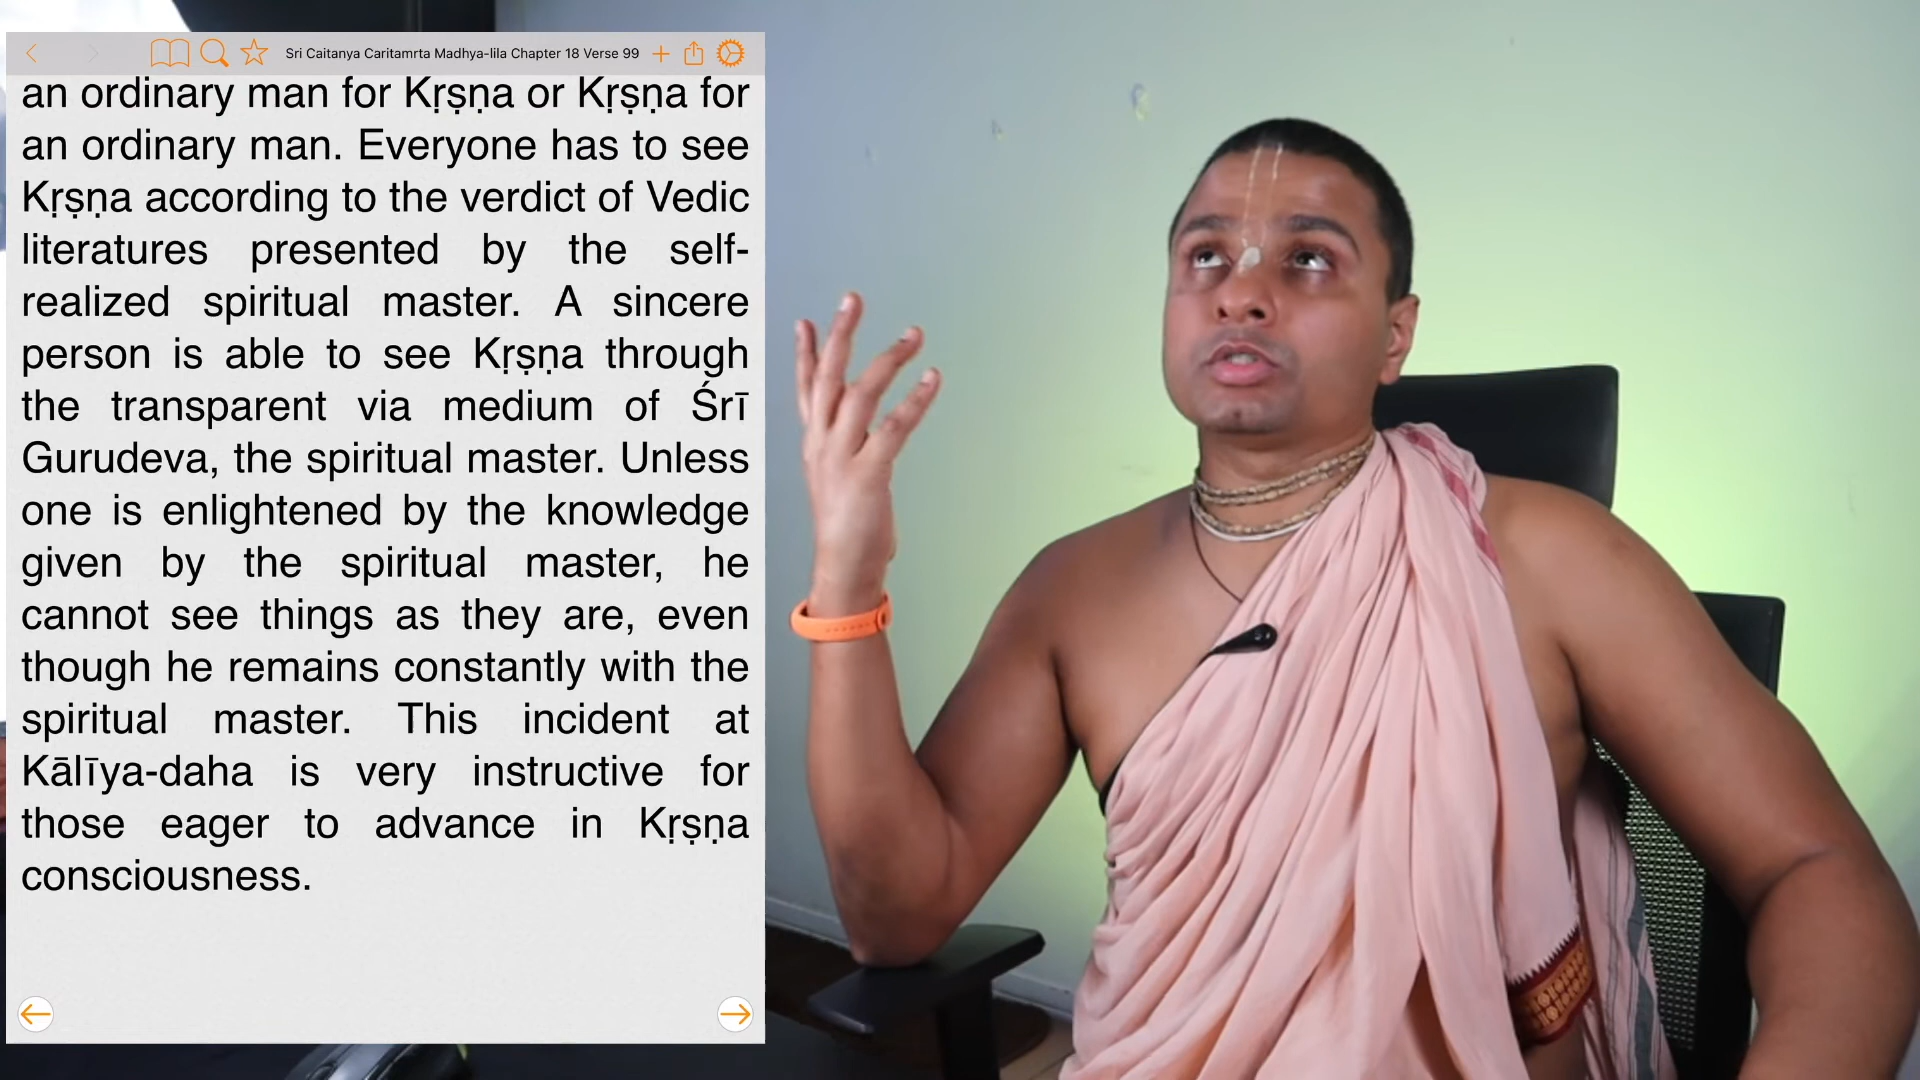 Sri Caitanya Caritamrta Madhya-lila Chapter 18 Verse 99
an ordinary man for Kṛṣṇa or Kṛṣṇa for
an ordinary man. Everyone has to see
Kṛṣṇa according to the verdict of Vedic
literatures presented by the self-
realized spiritual master. A sincere
person is able to see Kṛṣṇa through
the transparent via medium of Śrī
Gurudeva, the spiritual master. Unless
one is enlightened by the knowledge
given by the spiritual master, he
cannot see things as they are, even
though he remains constantly with the
spiritual master. This incident at
Kālīya-daha is very instructive for
those eager to advance in Kṛṣṇa
consciousness.